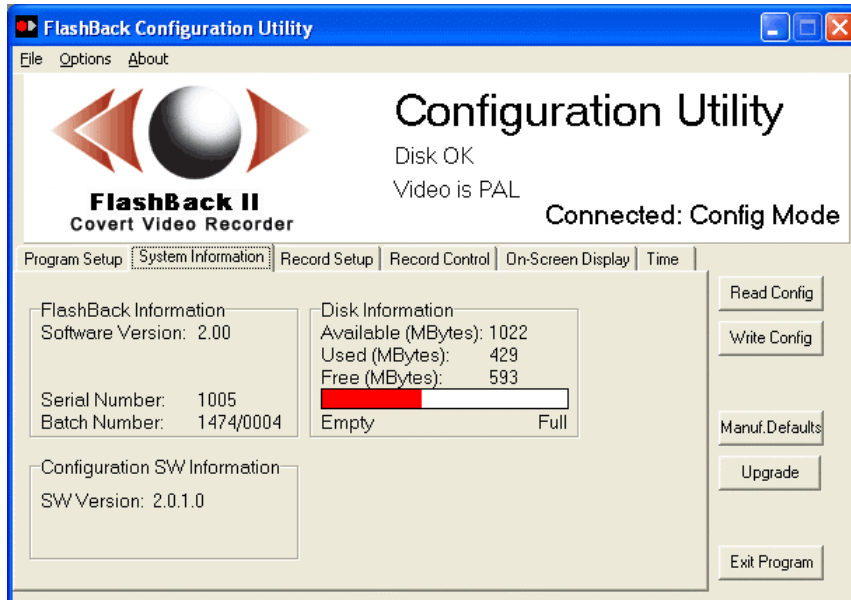 FlashBack Configuration Utility
File Options About
Configuration Utility
Disk OK
Video is PAL
FlashBack II
Covert Video Recorder
Connected: Config Mode
Program Setup System Information Record Setup Record Control On-Screen Display Time
FlashBack Information
Software Version: 2.00
Serial Number: 1005
Batch Number: 1474/0004
Disk Information
Available (MBytes): 1022
Used (MBytes): 429
Free (MBytes): 593
Empty Full
Configuration SW Information
SW Version: 2.0.1.0
Read Config
Write Config
Manuf.Defaults
Upgrade
Exit Program